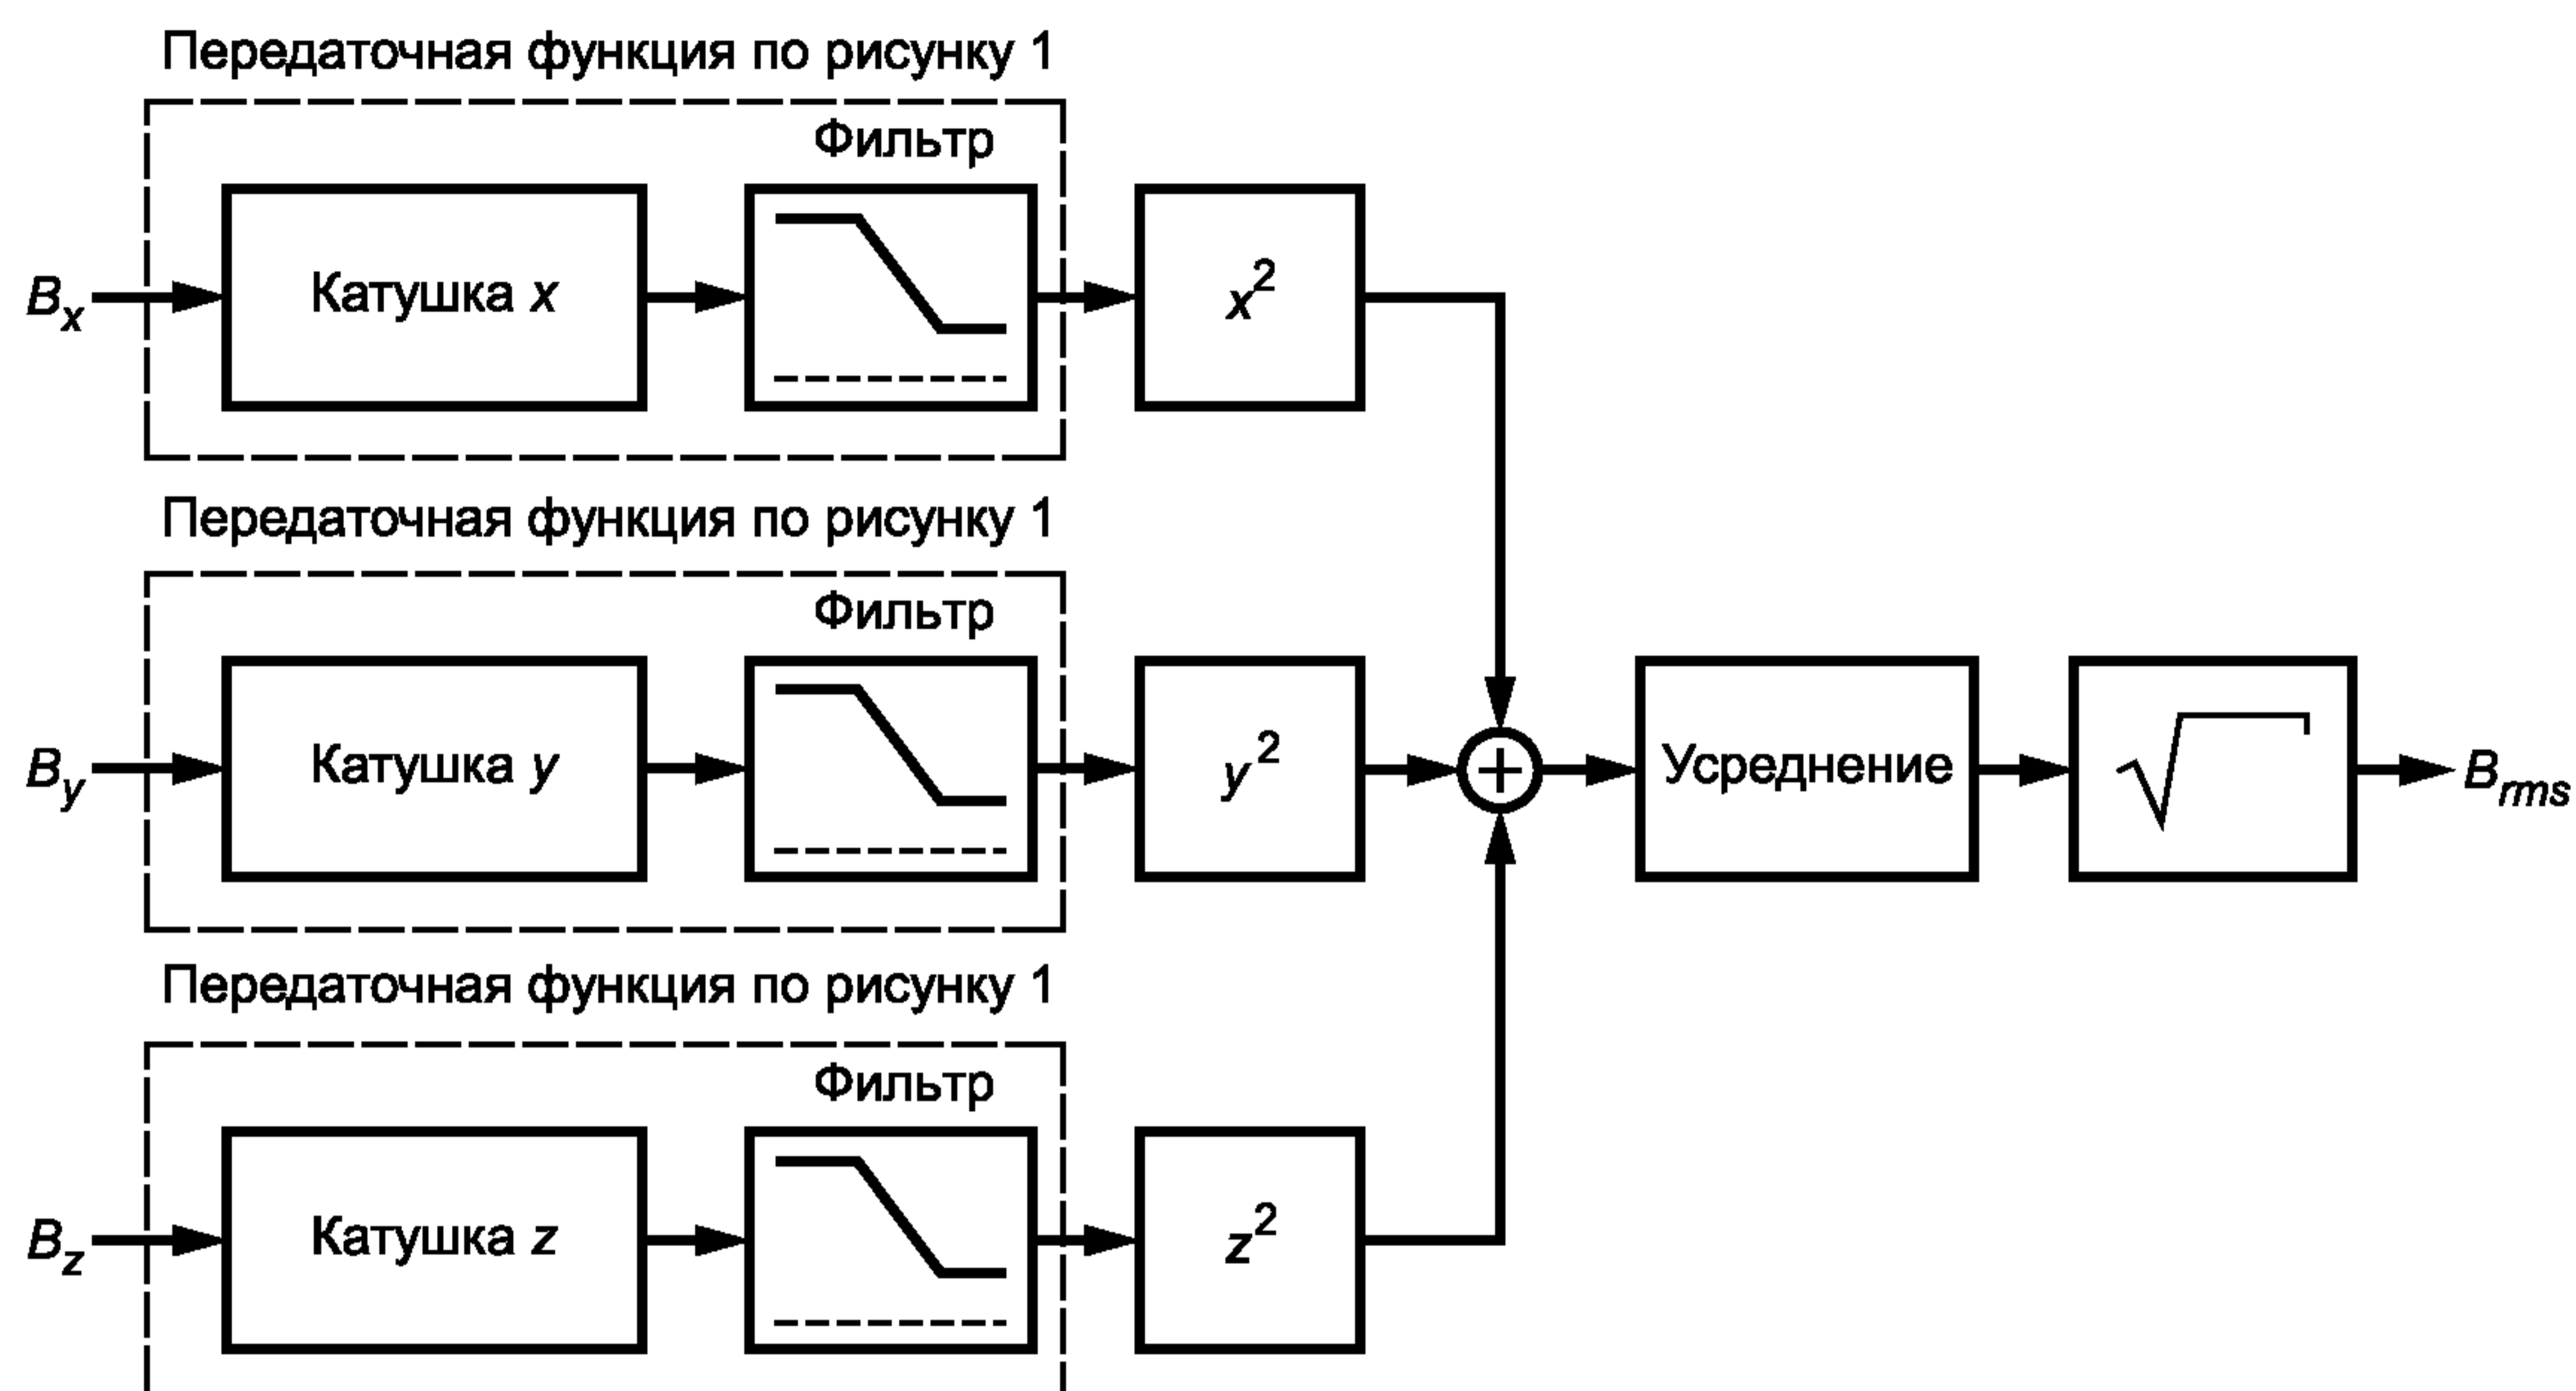 Передаточная функция по рисунку 1
Фильтр
Bx
Катушка x
x²
Передаточная функция по рисунку 1
Фильтр
By
Катушка y
y²
+
Усреднение
√
Brms
Передаточная функция по рисунку 1
Фильтр
Bz
Катушка z
z²